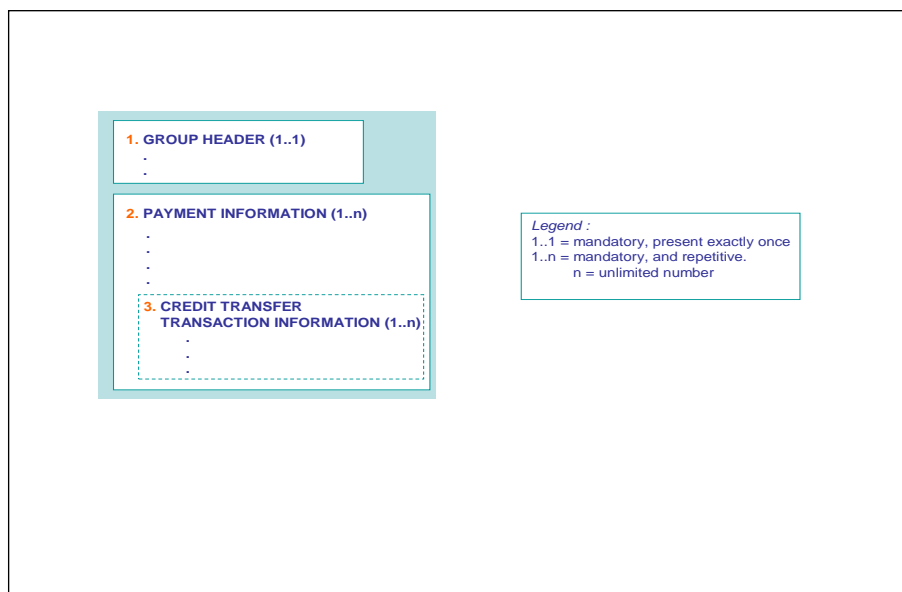 1. GROUP HEADER (1..1)
.
.
2. PAYMENT INFORMATION (1..n)
.
.
.
.
3. CREDIT TRANSFER
TRANSACTION INFORMATION (1..n)
.
.
.
Legend :
1..1 = mandatory, present exactly once
1..n = mandatory, and repetitive.
n = unlimited number